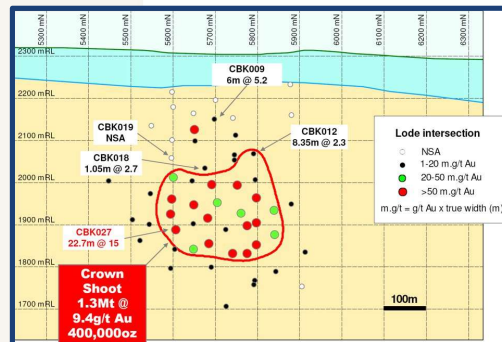 5300 mN
5400 mN
5500 mN
5600 mN
5700 mN
5800 mN
5900 mN
6000 mN
6100 mN
6200 mN
6300 mN
2300 mRL
2200 mRL
2100 mRL
2000 mRL
1900 mRL
1800 mRL
1700 mRL
CBK009
6m @ 5.2
CBK019
NSA
CBK012
8.35m @ 2.3
CBK018
1.05m @ 2.7
CBK027
22.7m @ 15
Crown
Shoot
1.3Mt @
9.4g/t Au
400,000oz
Lode intersection
NSA
1-20 m.g/t Au
20-50 m.g/t Au
>50 m.g/t Au
m.g/t = g/t Au x true width (m)
100m